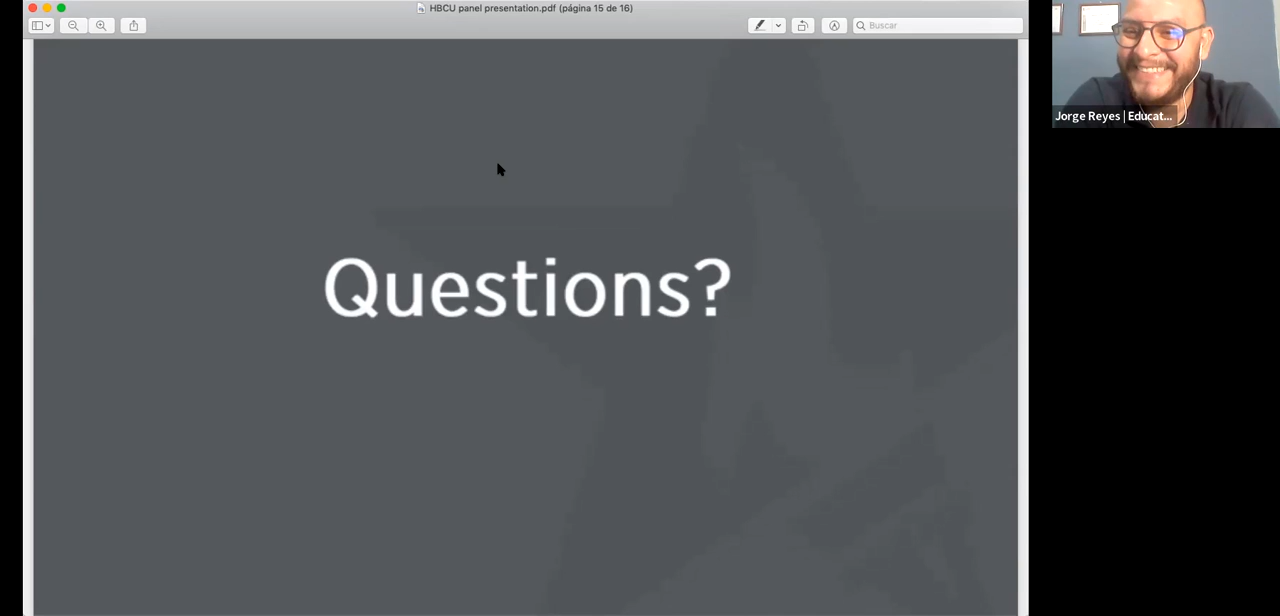 HBCU panel presentation.pdf (página 15 de 16)
Buscar
Questions?
Jorge Reyes | Educat...